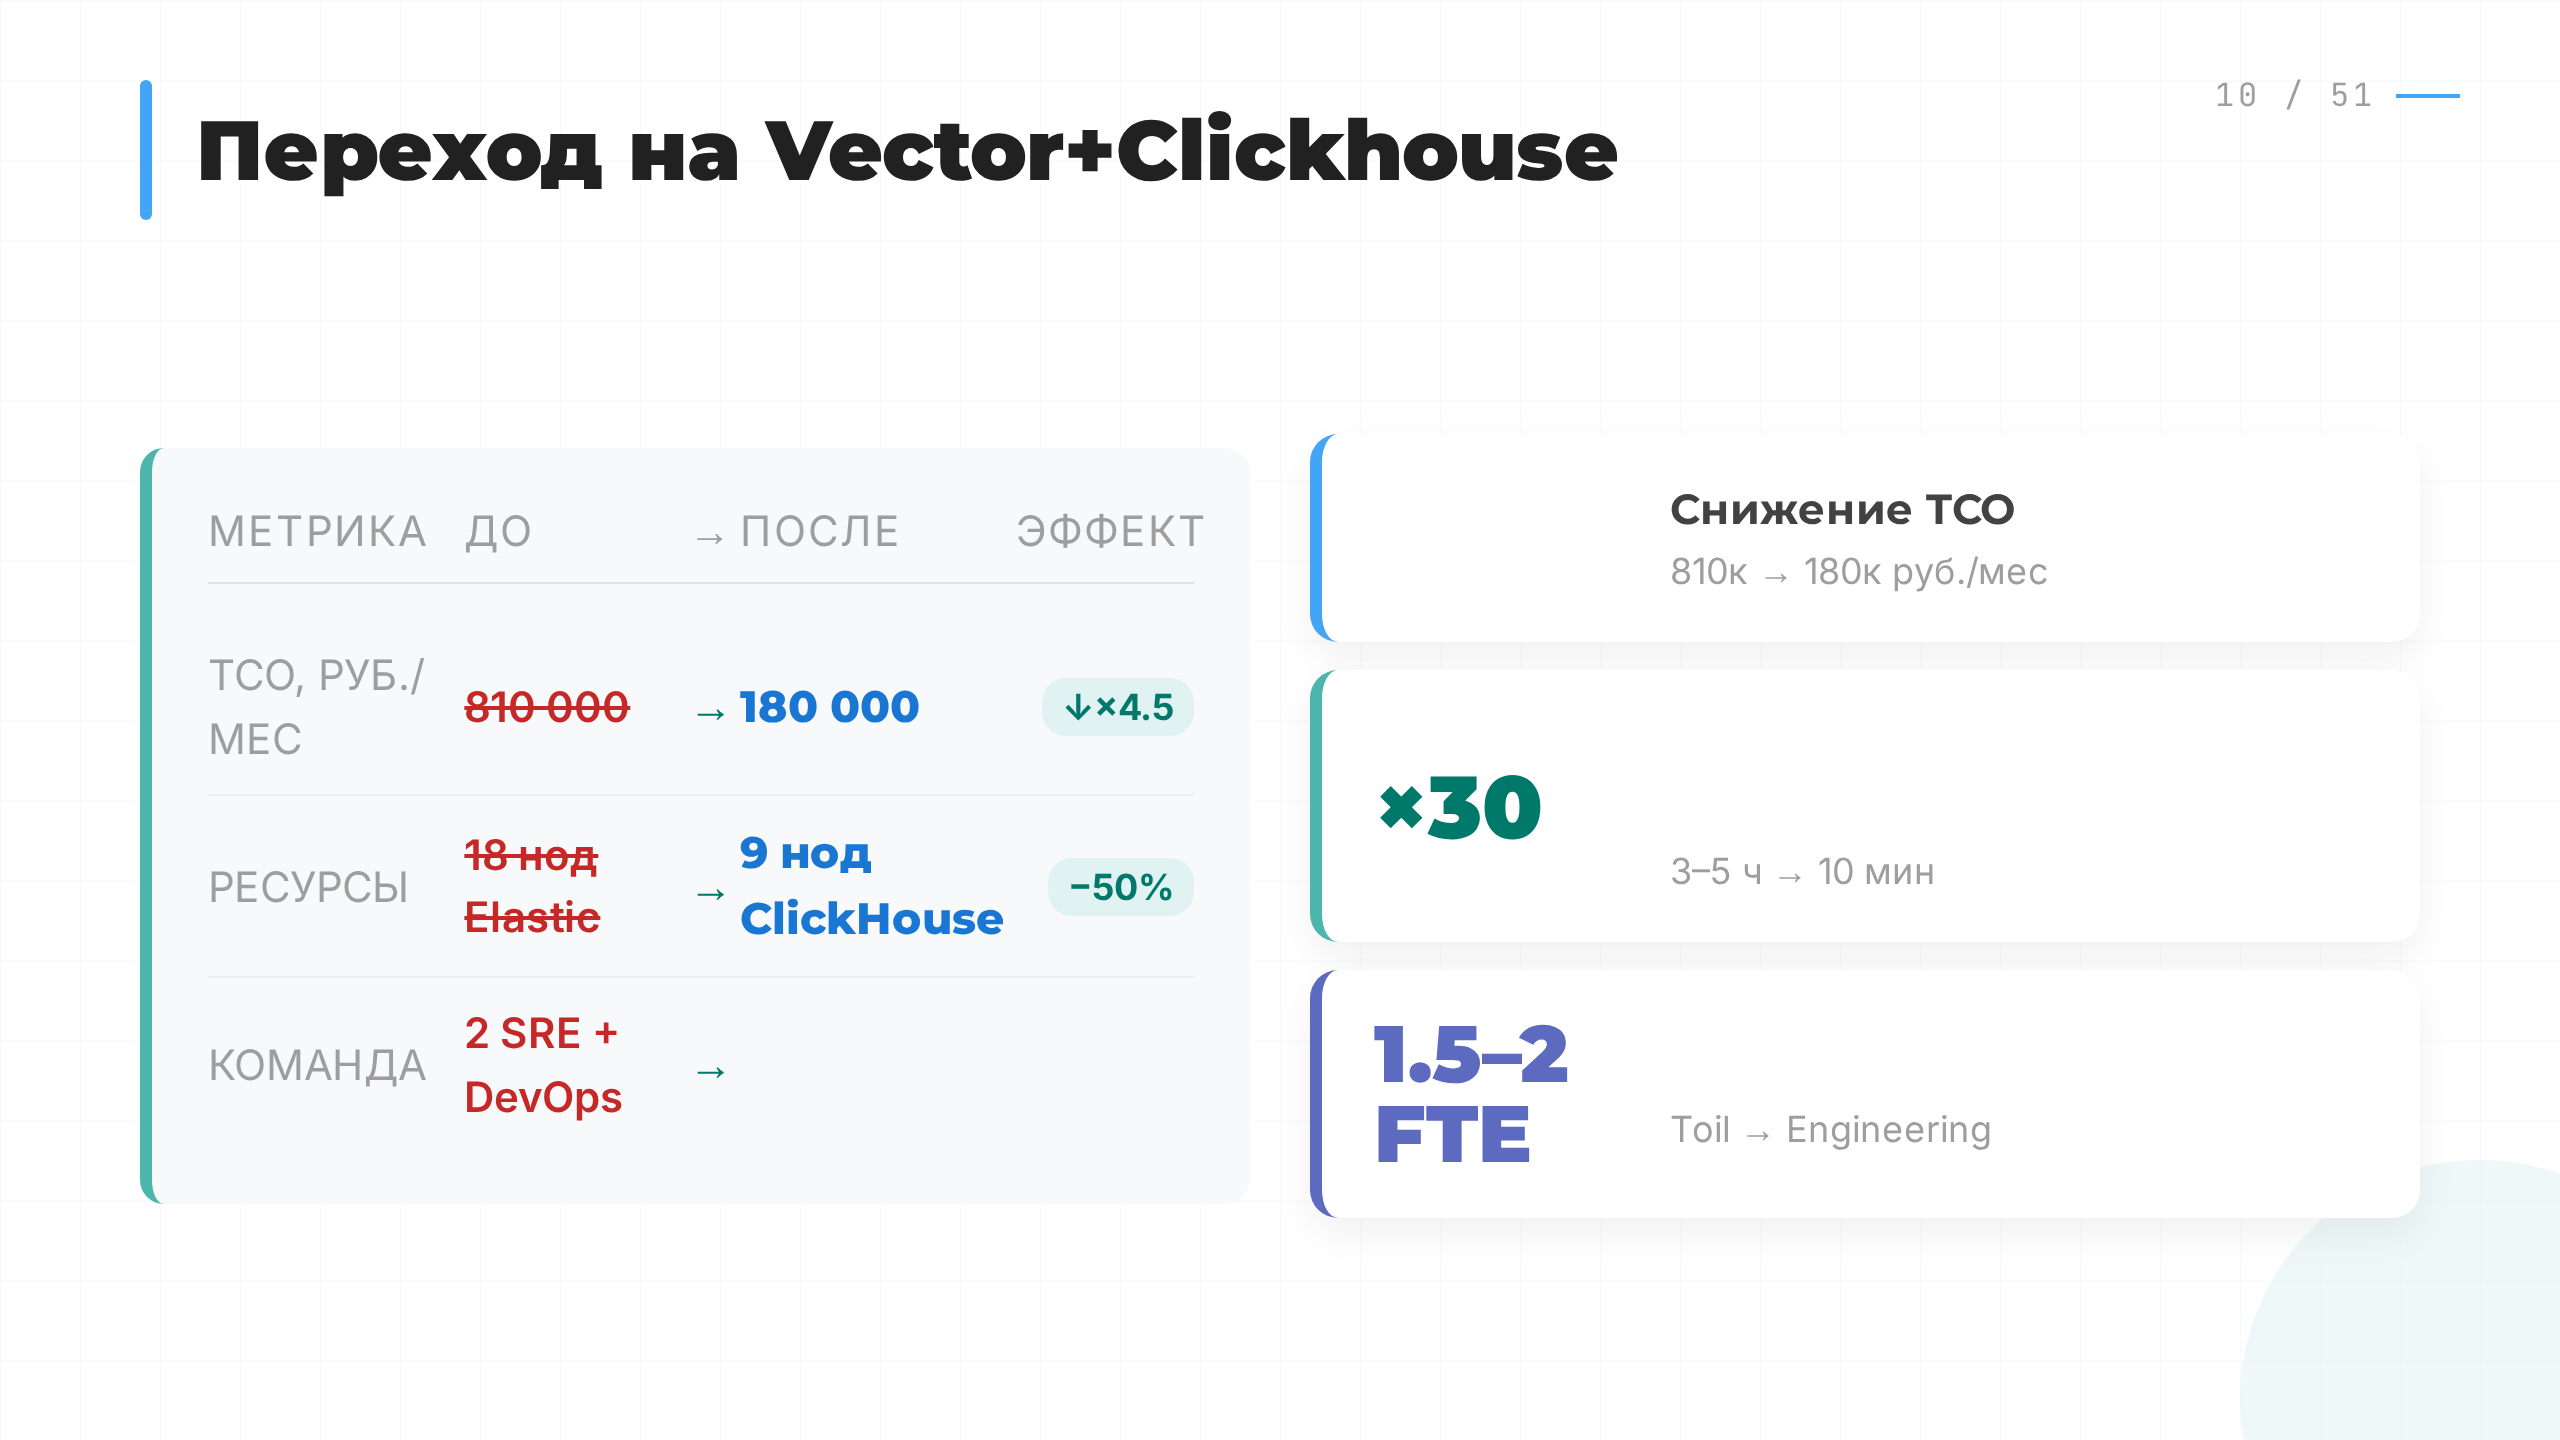 10 / 51
Переход на Vector+Clickhouse
МЕТРИКА ДО → ПОСЛЕ ЭФФЕКТ
ТСО, РУБ./
МЕС
810 000 → 180 000 ↓×4.5
РЕСУРСЫ
18 нод
Elastic
→
9 нод
ClickHouse
−50%
КОМАНДА
2 SRE +
DevOps
→
Снижение ТСО
810к → 180к руб./мес
×30
3–5 ч → 10 мин
1.5–2
FTE
Toil → Engineering